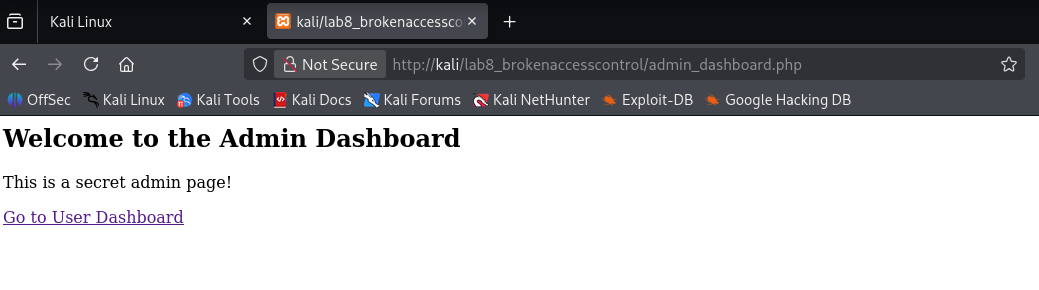 Kali Linux
kali/lab8_brokenaccessco
Not Secure http://kali/lab8_brokenaccesscontrol/admin_dashboard.php
OffSec Kali Linux Kali Tools Kali Docs Kali Forums Kali NetHunter Exploit-DB Google Hacking DB
Welcome to the Admin Dashboard
This is a secret admin page!
Go to User Dashboard